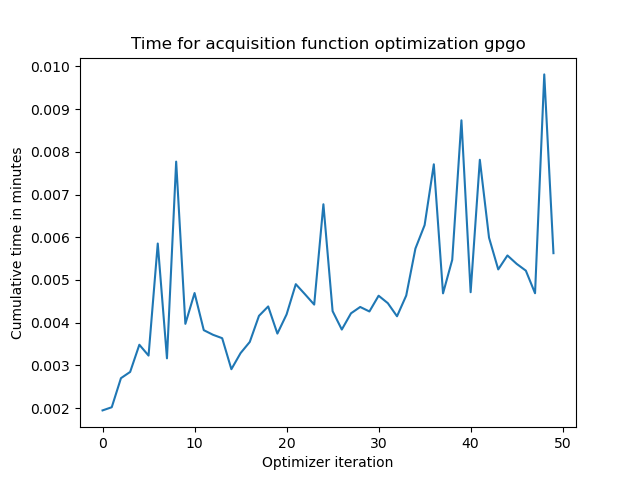 Time for acquisition function optimization gpgo
0.010
0.009
0.008
0.007
0.006
0.005
0.004
0.003
0.002
Cumulative time in minutes
0 10 20 30 40 50
Optimizer iteration